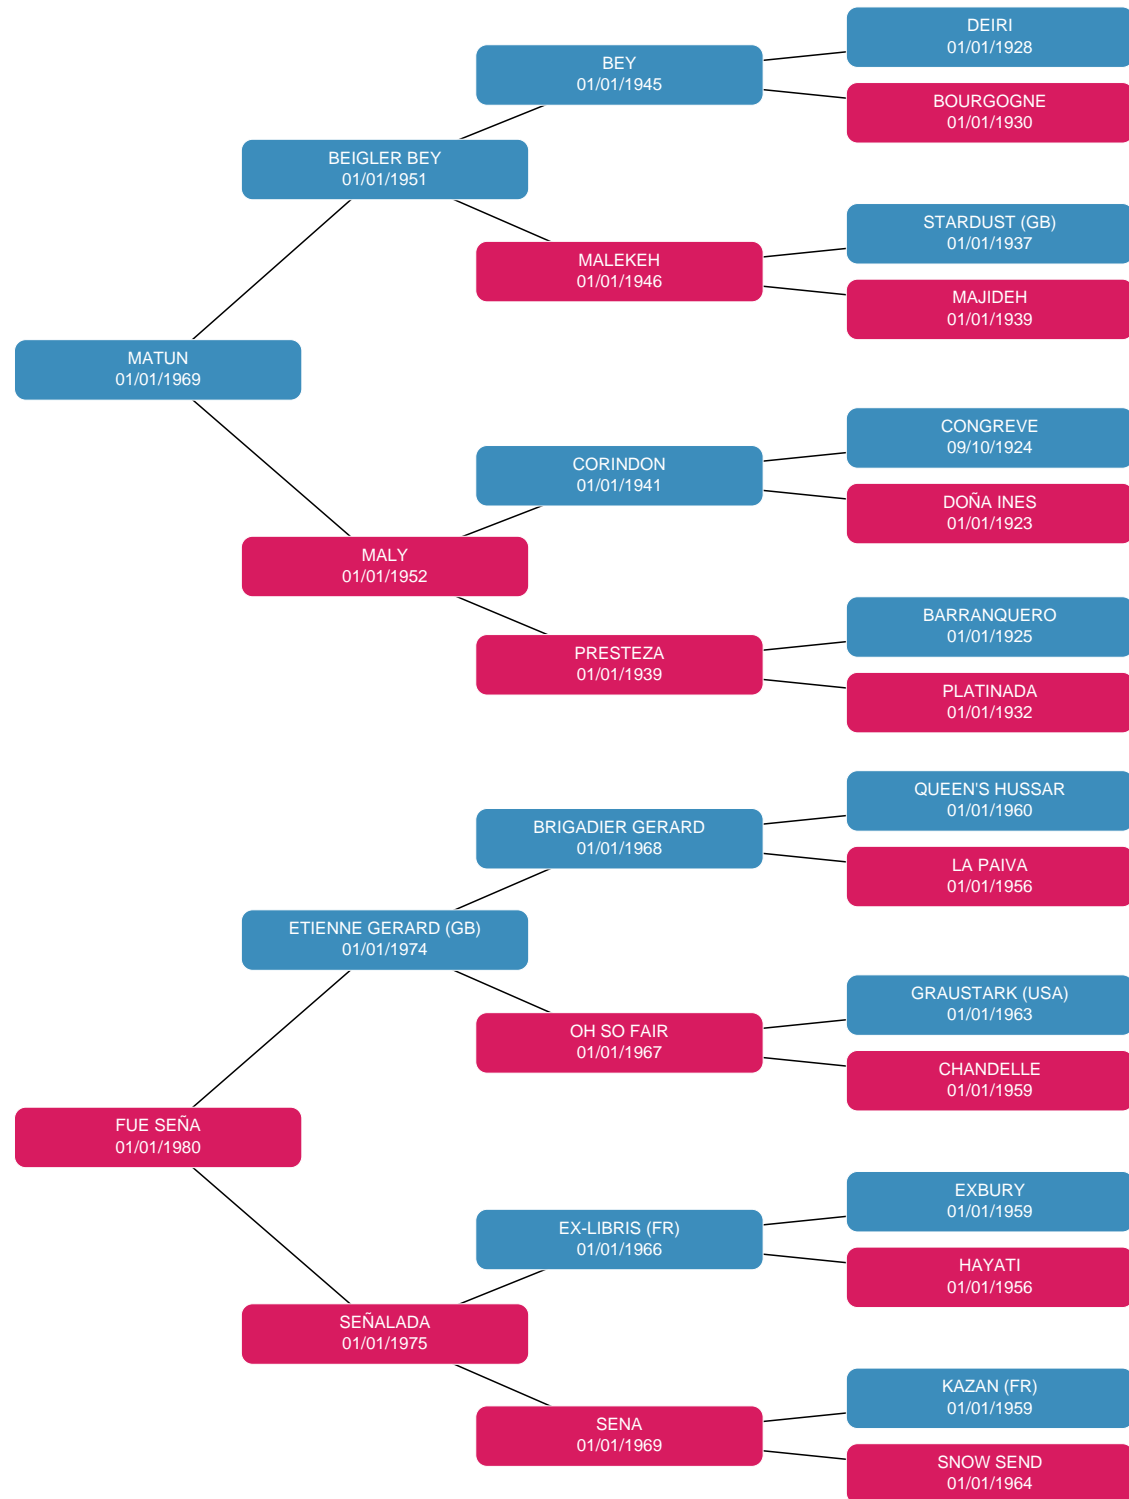 DEIRI
01/01/1928
BEY
01/01/1945
BOURGOGNE
01/01/1930
BEIGLER BEY
01/01/1951
STARDUST (GB)
01/01/1937
MALEKEH
01/01/1946
MAJIDEH
01/01/1939
MATUN
01/01/1969
CONGREVE
09/10/1924
CORINDON
01/01/1941
DOÑA INES
01/01/1923
MALY
01/01/1952
BARRANQUERO
01/01/1925
PRESTEZA
01/01/1939
PLATINADA
01/01/1932
QUEEN'S HUSSAR
01/01/1960
BRIGADIER GERARD
01/01/1968
LA PAIVA
01/01/1956
ETIENNE GERARD (GB)
01/01/1974
GRAUSTARK (USA)
01/01/1963
OH SO FAIR
01/01/1967
CHANDELLE
01/01/1959
FUE SEÑA
01/01/1980
EXBURY
01/01/1959
EX-LIBRIS (FR)
01/01/1966
HAYATI
01/01/1956
SEÑALADA
01/01/1975
KAZAN (FR)
01/01/1959
SENA
01/01/1969
SNOW SEND
01/01/1964